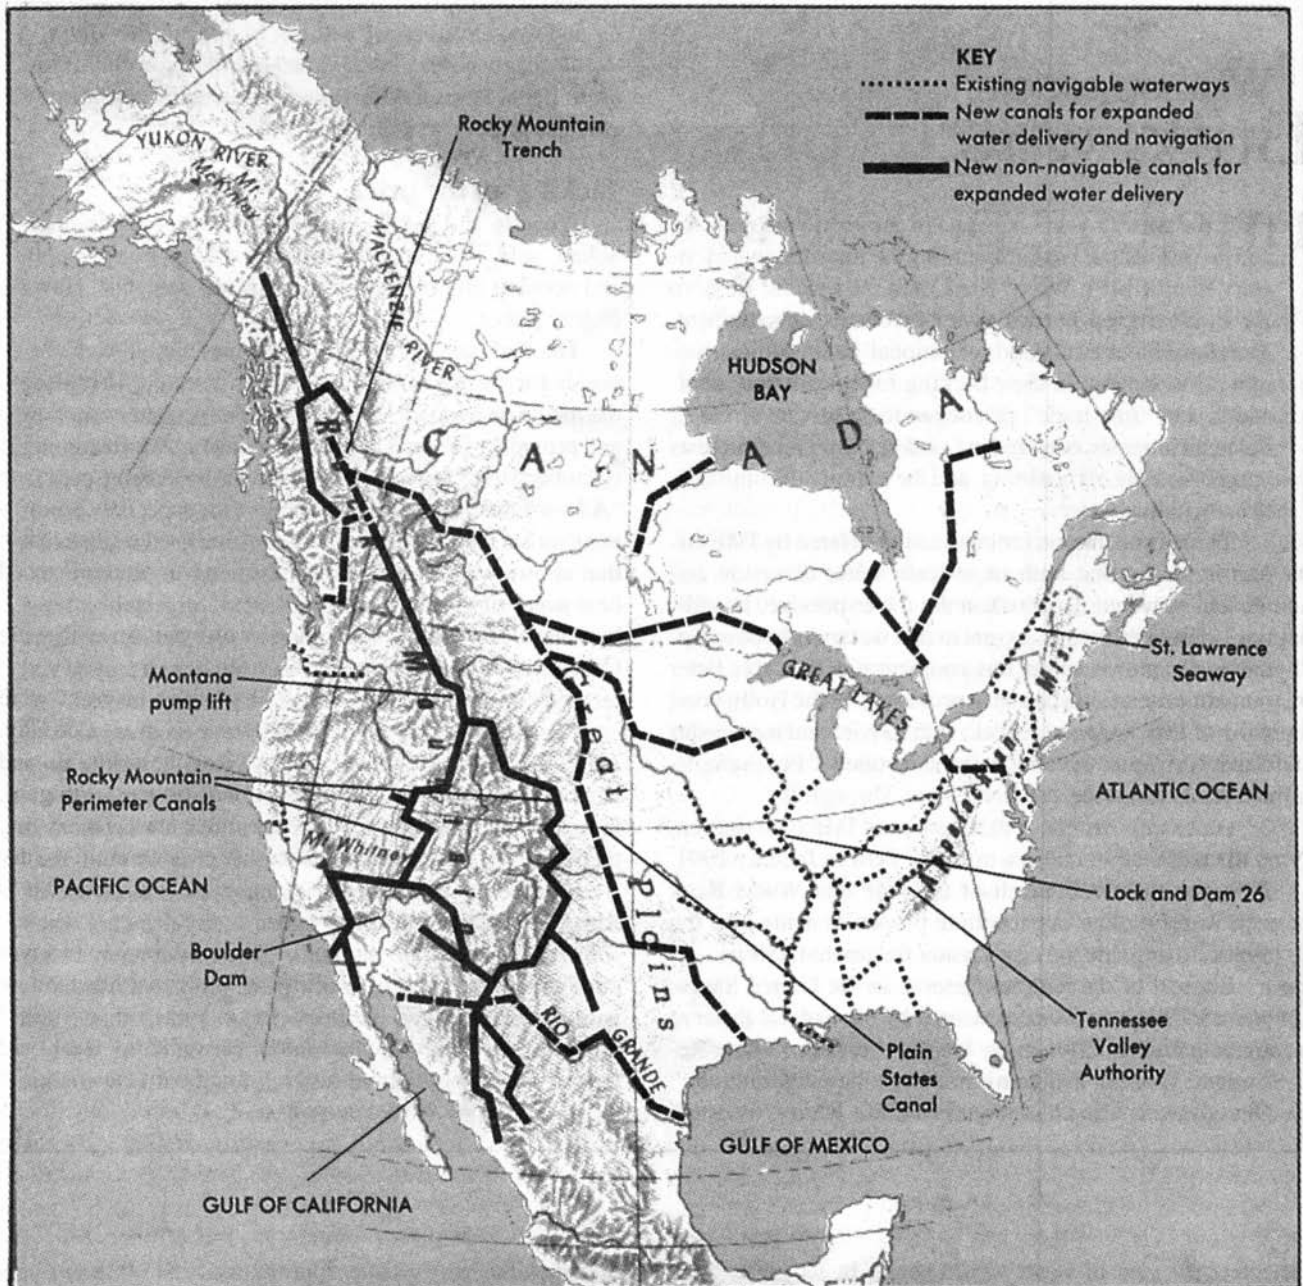 KEY
Existing navigable waterways
New canals for expanded
water delivery and navigation
New non-navigable canals for
expanded water delivery
Rocky Mountain
Trench
YUKON RIVER
Mt.
McKinley
MACKENZIE RIVER
HUDSON
BAY
CANADA
St. Lawrence
Seaway
GREAT LAKES
Montana
pump lift
Rocky Mountain
Perimeter Canals
Mt. Whitney
Great Plains
ATLANTIC OCEAN
PACIFIC OCEAN
Lock and Dam 26
Boulder
Dam
Tennessee
Valley
Authority
RIO GRANDE
Plain
States
Canal
GULF OF MEXICO
GULF OF CALIFORNIA